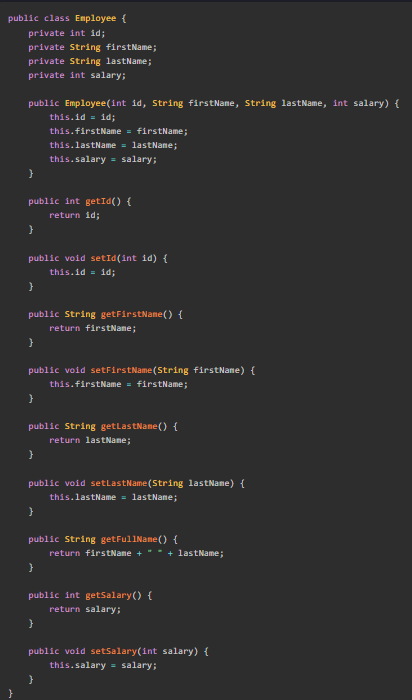 public class Employee {
    private int id;
    private String firstName;
    private String lastName;
    private int salary;

    public Employee(int id, String firstName, String lastName, int salary) {
        this.id = id;
        this.firstName = firstName;
        this.lastName = lastName;
        this.salary = salary;
    }

    public int getId() {
        return id;
    }

    public void setId(int id) {
        this.id = id;
    }

    public String getFirstName() {
        return firstName;
    }

    public void setFirstName(String firstName) {
        this.firstName = firstName;
    }

    public String getLastName() {
        return lastName;
    }

    public void setLastName(String lastName) {
        this.lastName = lastName;
    }

    public String getFullName() {
        return firstName + " " + lastName;
    }

    public int getSalary() {
        return salary;
    }

    public void setSalary(int salary) {
        this.salary = salary;
    }
}